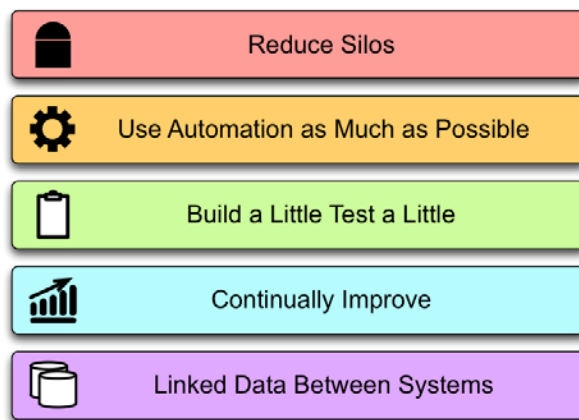 Reduce Silos
Use Automation as Much as Possible
Build a Little Test a Little
Continually Improve
Linked Data Between Systems